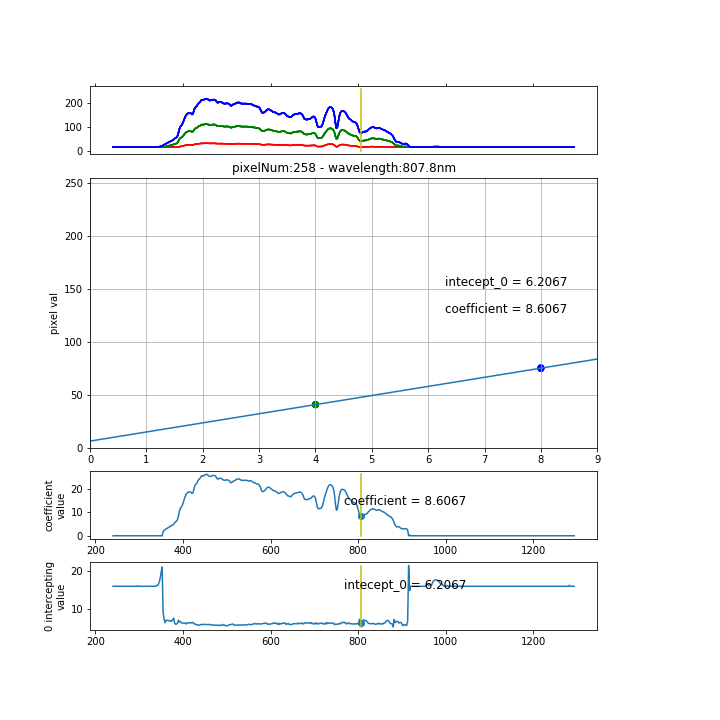 200
100
0
pixelNum:258 - wavelength:807.8nm
250
200
150
100
50
0
pixel val
intecept_0 = 6.2067
coefficient = 8.6067
0 1 2 3 4 5 6 7 8 9
coefficient
value
20
10
0
coefficient = 8.6067
200 400 600 800 1000 1200
0 intercepting
value
20
10
intecept_0 = 6.2067
200 400 600 800 1000 1200